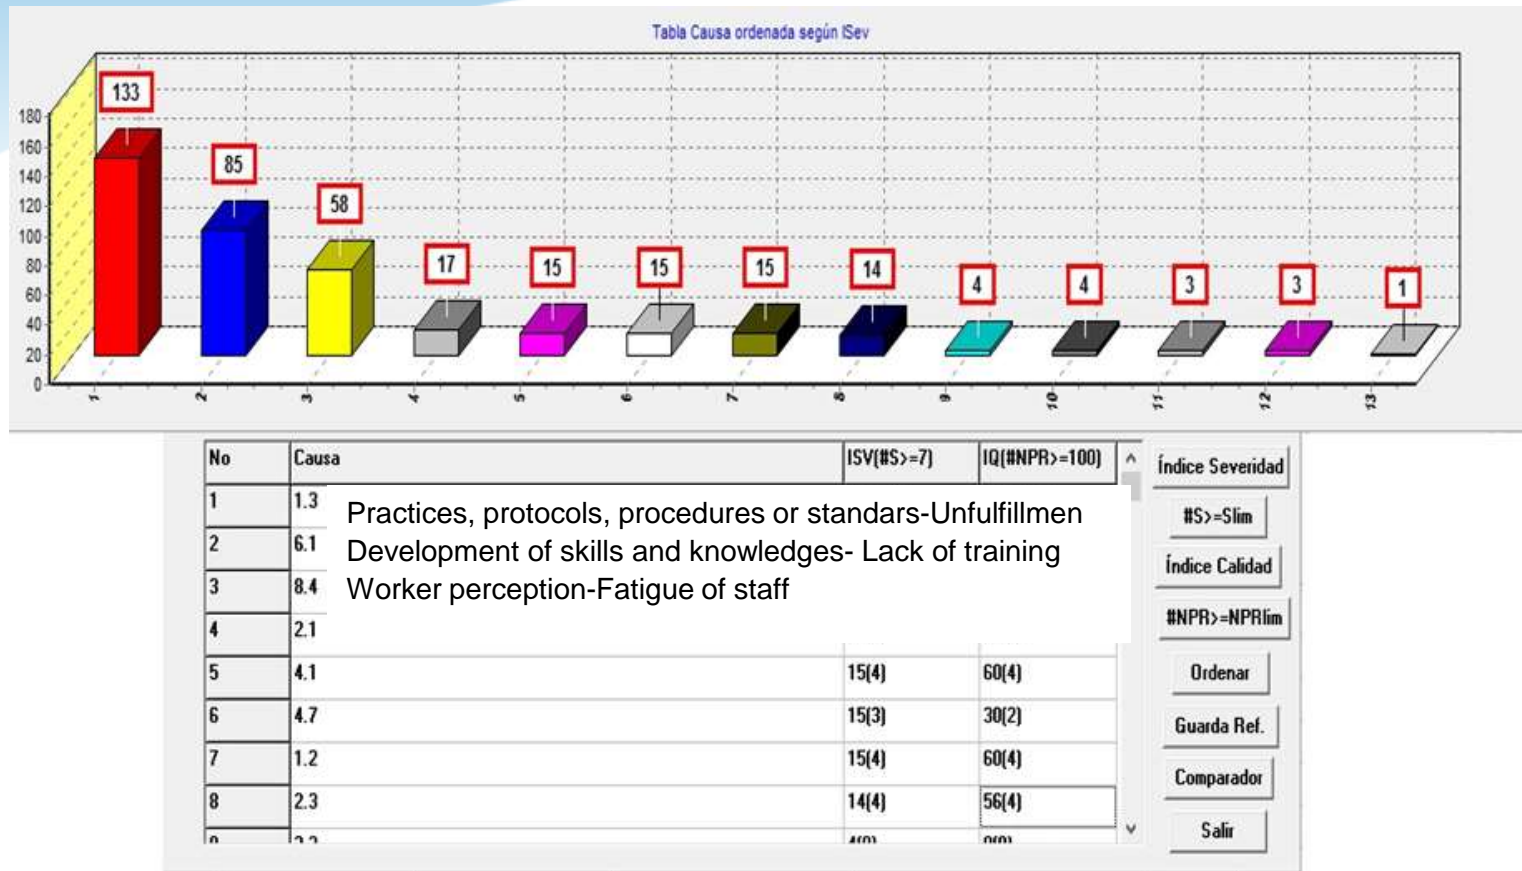 Tabla Causa ordenada según ISev
133
85
58
17
15
15
15
14
4
4
3
3
1
180
160
140
120
100
80
60
40
20
0
1 2 3 4 5 6 7 8 9 10 11 12 13
No Causa ISV(#S>=7) IQ(#NPR>=100)
1 1.3
Practices, protocols, procedures or standars-Unfulfillmen
2 6.1
Development of skills and knowledges- Lack of training
3 8.4
Worker perception-Fatigue of staff
4 2.1
5 4.1 15(4) 60(4)
6 4.7 15(3) 30(2)
7 1.2 15(4) 60(4)
8 2.3 14(4) 56(4)
Índice Severidad
#S>=Slim
Índice Calidad
#NPR>=NPRlim
Ordenar
Guarda Ref.
Comparador
Salir